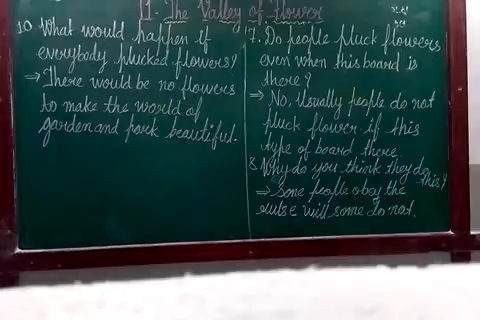 1. The Valley of Flower
10. What would happen if
everybody plucked flowers?
⇒ There would be no flowers
to make the world of
garden and park beautiful.
7. Do people pluck flowers
even when this board is
there?
⇒ No, Usually people do not
pluck flower if this
type of board there.
8. Why do you think they do
this?
⇒ Some people obey the
will some do not.